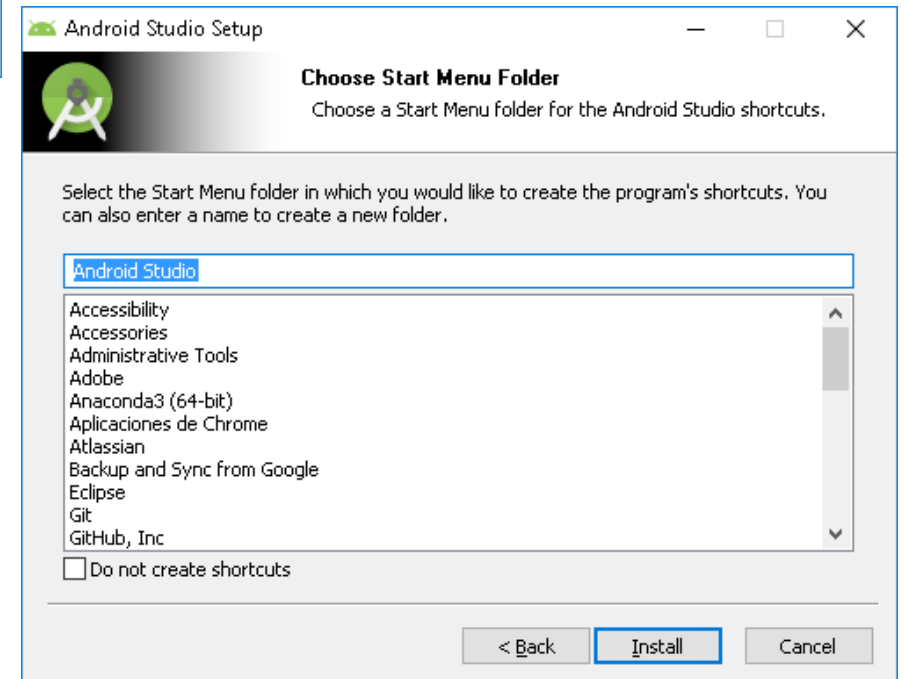 Android Studio Setup
Choose Start Menu Folder
Choose a Start Menu folder for the Android Studio shortcuts.
Select the Start Menu folder in which you would like to create the program's shortcuts. You
can also enter a name to create a new folder.
Android Studio
Accessibility
Accessories
Administrative Tools
Adobe
Anaconda3 (64-bit)
Aplicaciones de Chrome
Atlassian
Backup and Sync from Google
Eclipse
Git
GitHub, Inc
Do not create shortcuts
< Back Install Cancel